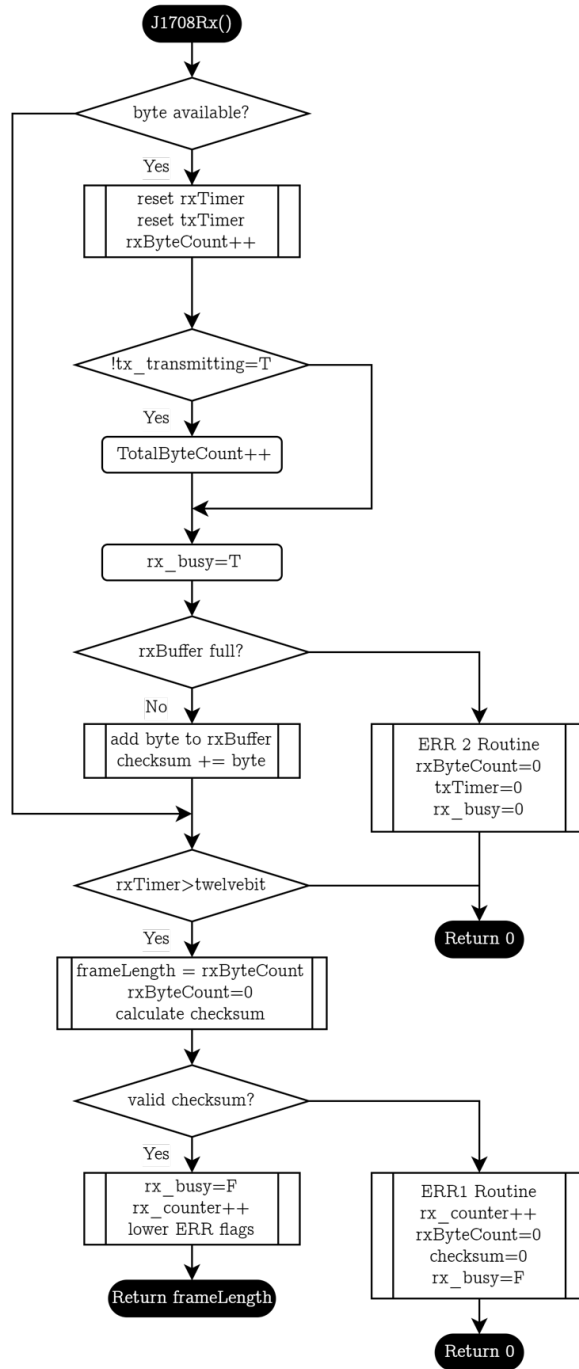 J1708Rx()
byte available?
Yes
reset rxTimer
reset txTimer
rxByteCount++
!tx_transmitting=T
Yes
TotalByteCount++
rx_busy=T
rxBuffer full?
No
add byte to rxBuffer
checksum += byte
ERR 2 Routine
rxByteCount=0
txTimer=0
rx_busy=0
rxTimer>twelvebit
Return 0
Yes
frameLength = rxByteCount
rxByteCount=0
calculate checksum
valid checksum?
Yes
rx_busy=F
rx_counter++
lower ERR flags
ERR1 Routine
rx_counter++
rxByteCount=0
checksum=0
rx_busy=F
Return frameLength
Return 0